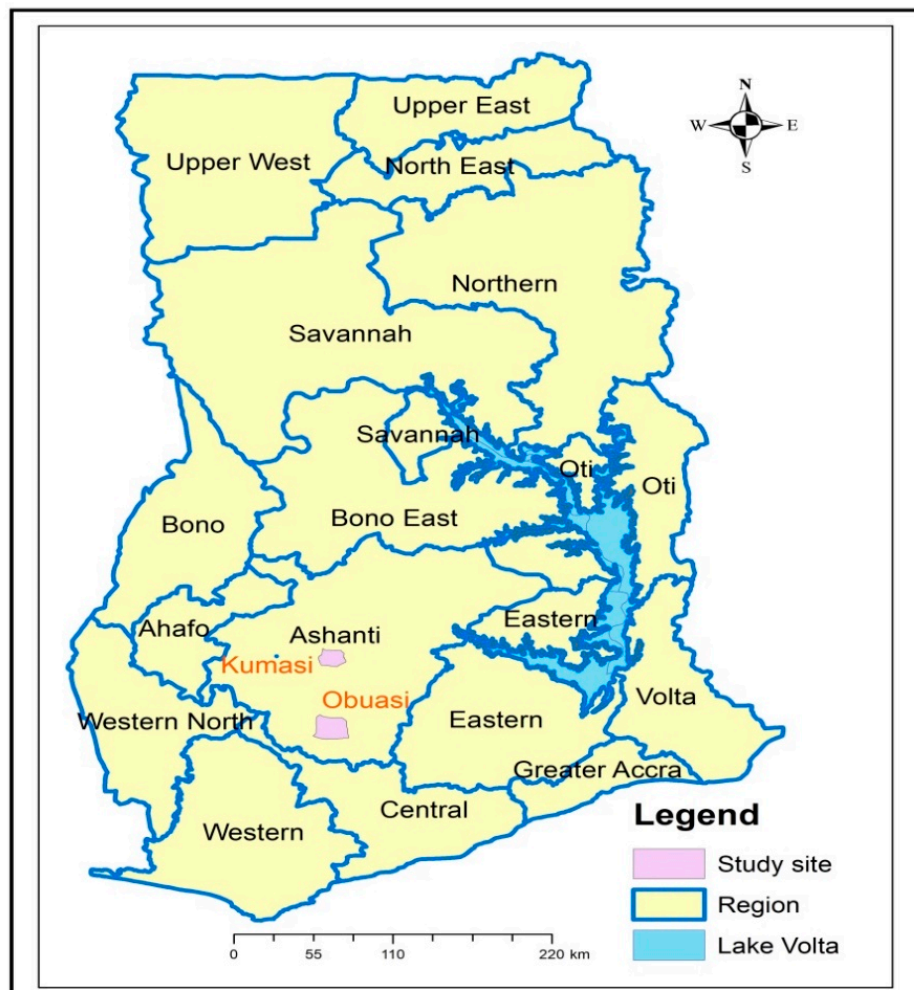 Upper East
N
W E
S
Upper West
North East
Northern
Savannah
Savannah
Oti
Oti
Bono East
Bono
Ahafo
Ashanti
Eastern
Kumasi
Obuasi
Volta
Western North
Eastern
Greater Accra
Central
Western
Legend
Study site
Region
Lake Volta
0 55 110 220 km